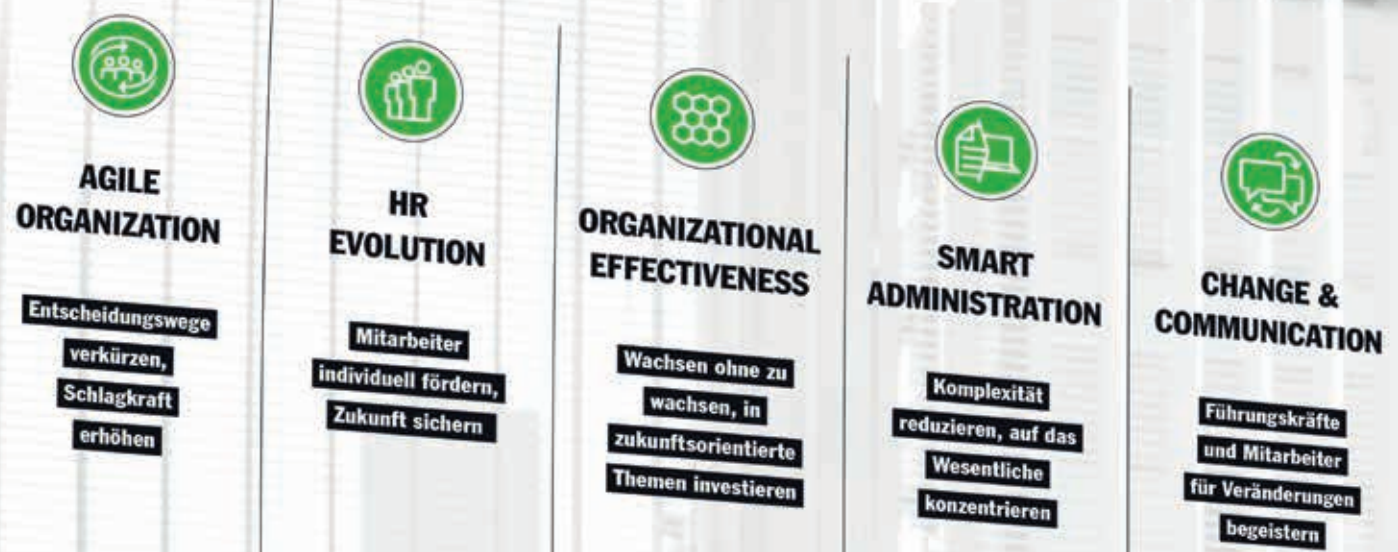 AGILE
ORGANIZATION
Entscheidungswege
verkürzen,
Schlagkraft
erhöhen
HR
EVOLUTION
Mitarbeiter
individuell fördern,
Zukunft sichern
ORGANIZATIONAL
EFFECTIVENESS
Wachsen ohne zu
wachsen, in
zukunftsorientierte
Themen investieren
SMART
ADMINISTRATION
Komplexität
reduzieren, auf das
Wesentliche
konzentrieren
CHANGE &
COMMUNICATION
Führungskräfte
und Mitarbeiter
für Veränderungen
begeistern